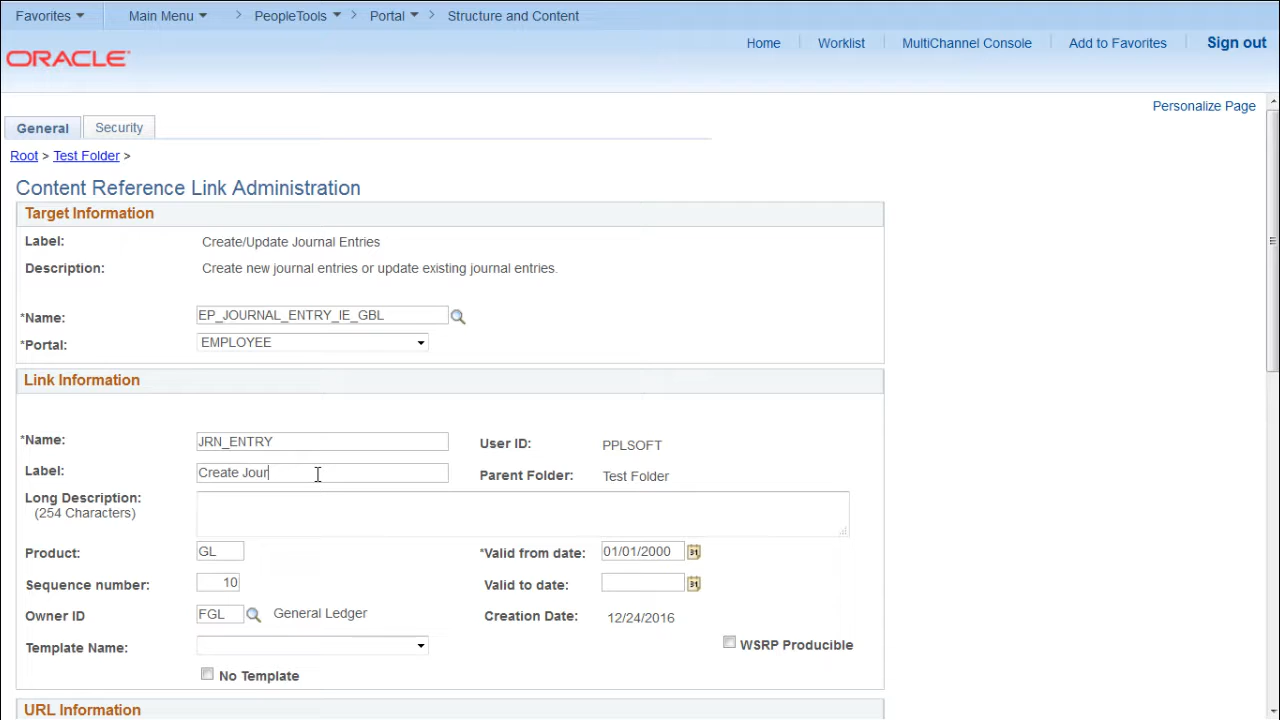 Favorites Main Menu > PeopleTools > Portal > Structure and Content
ORACLE
Home Worklist MultiChannel Console Add to Favorites Sign out
Personalize Page
General Security
Root > Test Folder >
Content Reference Link Administration
Target Information
Label: Create/Update Journal Entries
Description: Create new journal entries or update existing journal entries.
*Name: EP_JOURNAL_ENTRY_IE_GBL
*Portal: EMPLOYEE
Link Information
*Name: JRN_ENTRY User ID: PPLSOFT
Label: Create Jour Parent Folder: Test Folder
Long Description:
(254 Characters)
Product: GL *Valid from date: 01/01/2000 31
Sequence number: 10 Valid to date: 31
Owner ID FGL General Ledger Creation Date: 12/24/2016
Template Name: WSRP Producible
No Template
URL Information